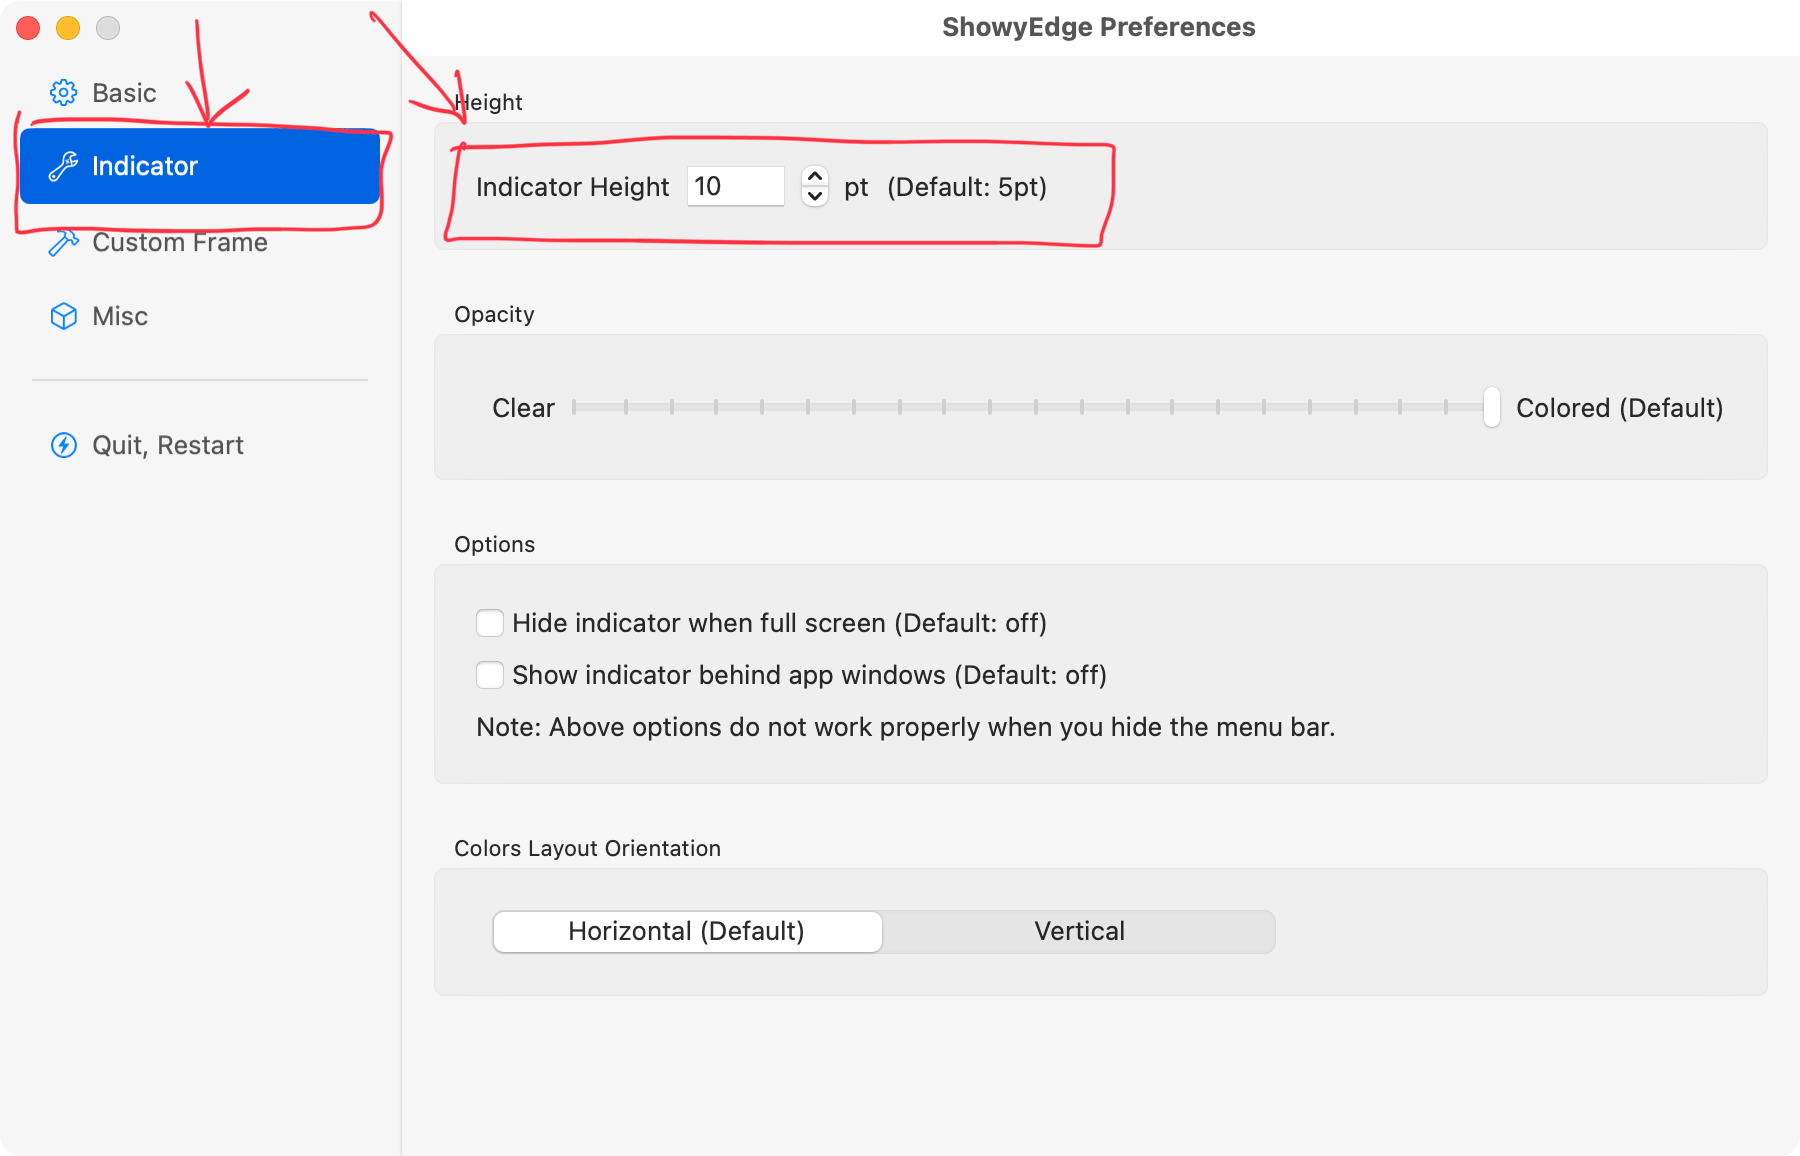 ShowyEdge Preferences
Basic
Indicator
Custom Frame
Misc
Quit, Restart
Height
Indicator Height 10 pt (Default: 5pt)
Opacity
Clear Colored (Default)
Options
Hide indicator when full screen (Default: off)
Show indicator behind app windows (Default: off)
Note: Above options do not work properly when you hide the menu bar.
Colors Layout Orientation
Horizontal (Default) Vertical